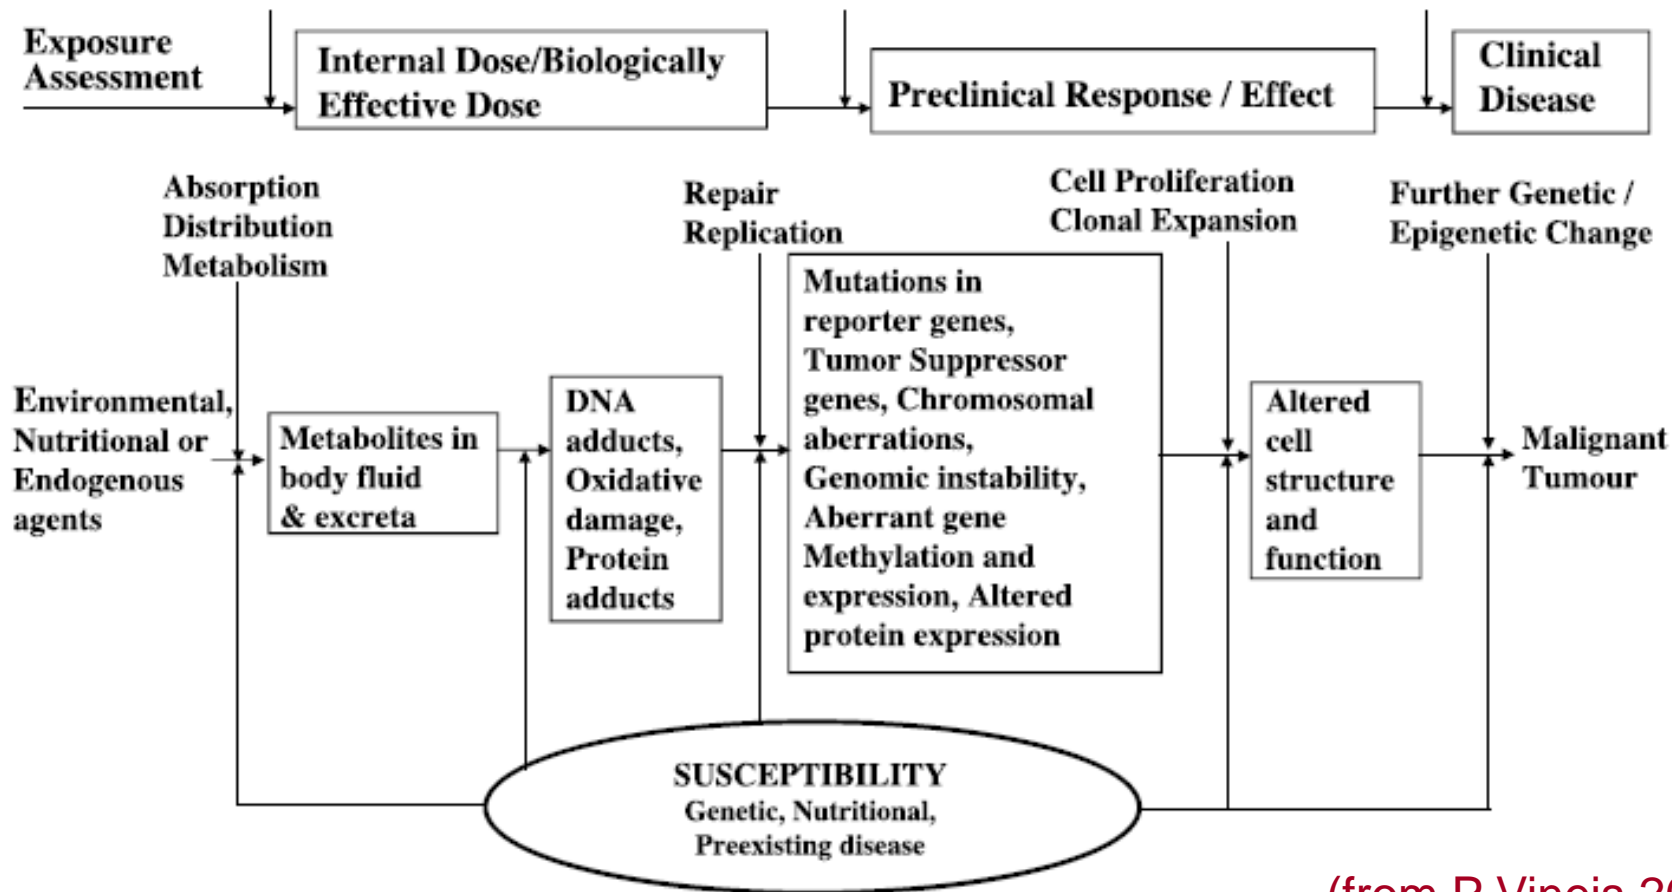 Exposure
Assessment
Internal Dose/Biologically
Effective Dose
Preclinical Response / Effect
Clinical
Disease
Absorption
Distribution
Metabolism
Repair
Replication
Cell Proliferation
Clonal Expansion
Further Genetic /
Epigenetic Change
Environmental,
Nutritional or
Endogenous
agents
Metabolites in
body fluid
& excreta
DNA
adducts,
Oxidative
damage,
Protein
adducts
Mutations in
reporter genes,
Tumor Suppressor
genes, Chromosomal
aberrations,
Genomic instability,
Aberrant gene
Methylation and
expression, Altered
protein expression
Altered
cell
structure
and
function
Malignant
Tumour
SUSCEPTIBILITY
Genetic, Nutritional,
Preexisting disease
(from P Vineis